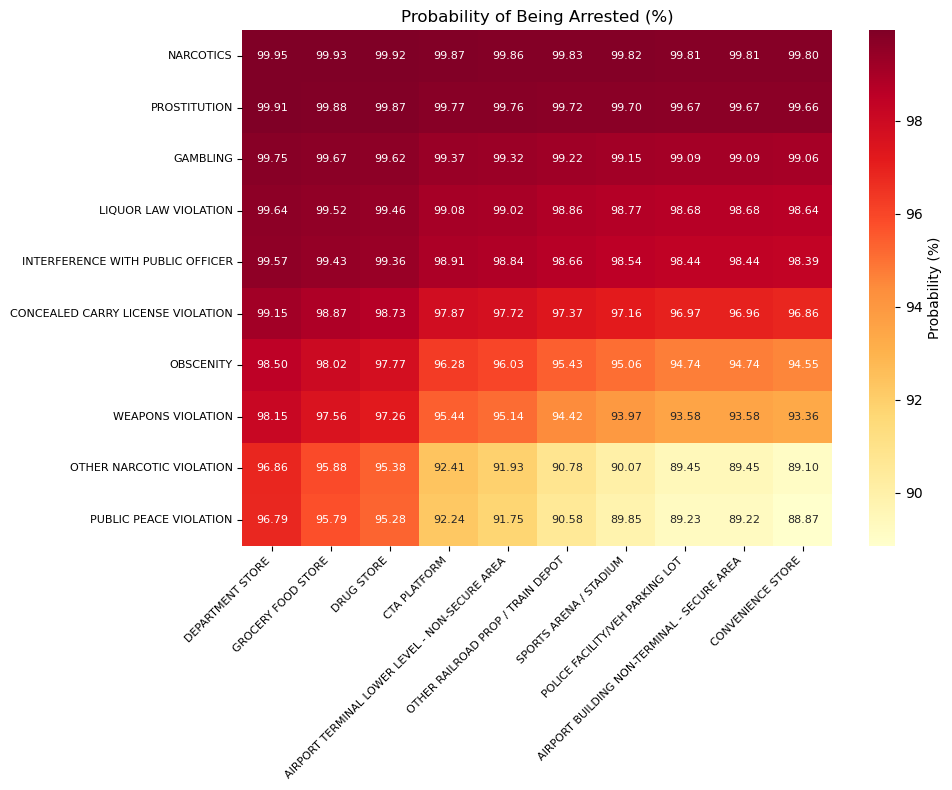 Probability of Being Arrested (%)
NARCOTICS 99.95 99.93 99.92 99.87 99.86 99.83 99.82 99.81 99.81 99.80
PROSTITUTION 99.91 99.88 99.87 99.77 99.76 99.72 99.70 99.67 99.67 99.66
GAMBLING 99.75 99.67 99.62 99.37 99.32 99.22 99.15 99.09 99.09 99.06
LIQUOR LAW VIOLATION 99.64 99.52 99.46 99.08 99.02 98.86 98.77 98.68 98.68 98.64
INTERFERENCE WITH PUBLIC OFFICER 99.57 99.43 99.36 98.91 98.84 98.66 98.54 98.44 98.44 98.39
CONCEALED CARRY LICENSE VIOLATION 99.15 98.87 98.73 97.87 97.72 97.37 97.16 96.97 96.96 96.86
OBSCENITY 98.50 98.02 97.77 96.28 96.03 95.43 95.06 94.74 94.74 94.55
WEAPONS VIOLATION 98.15 97.56 97.26 95.44 95.14 94.42 93.97 93.58 93.58 93.36
OTHER NARCOTIC VIOLATION 96.86 95.88 95.38 92.41 91.93 90.78 90.07 89.45 89.45 89.10
PUBLIC PEACE VIOLATION 96.79 95.79 95.28 92.24 91.75 90.58 89.85 89.23 89.22 88.87
DEPARTMENT STORE
GROCERY FOOD STORE
DRUG STORE
CTA PLATFORM
AIRPORT TERMINAL LOWER LEVEL - NON-SECURE AREA
OTHER RAILROAD PROP / TRAIN DEPOT
SPORTS ARENA / STADIUM
POLICE FACILITY/VEH PARKING LOT
AIRPORT BUILDING NON-TERMINAL - SECURE AREA
CONVENIENCE STORE
98
96
94
92
90
Probability (%)